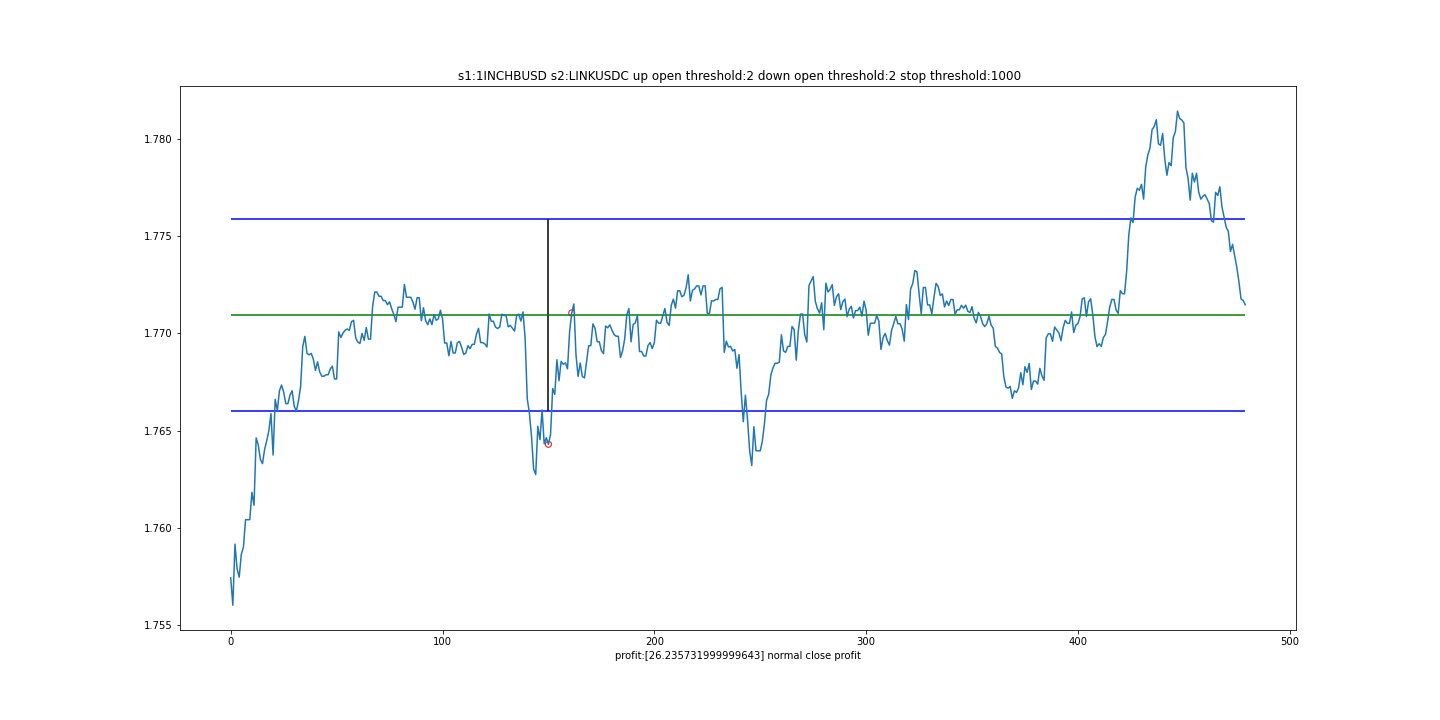 s1:1INCHBUSD s2:LINKUSDC up open threshold:2 down open threshold:2 stop threshold:1000
1.780
1.775
1.770
1.765
1.760
1.755
0 100 200 300 400 500
profit:[26.235731999999643] normal close profit